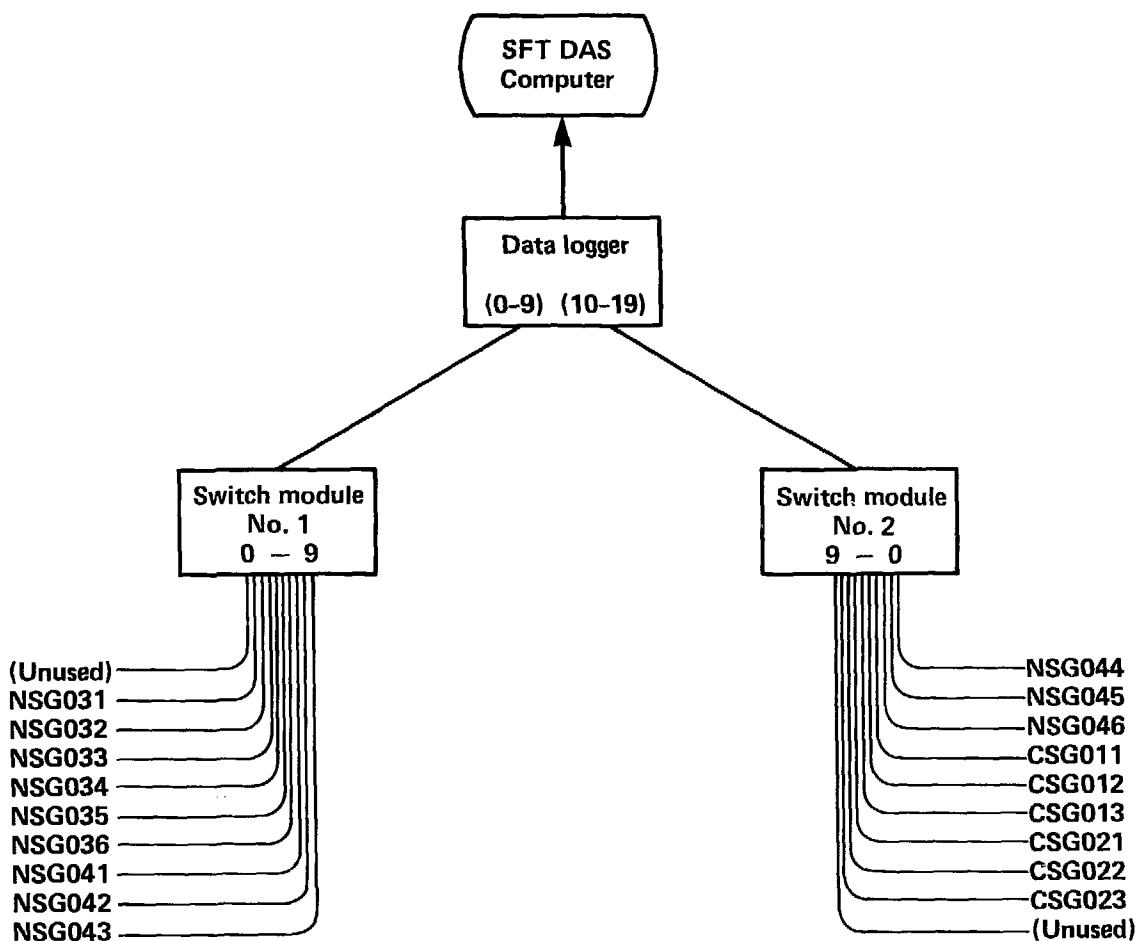 SFT DAS
Computer
Data logger
(0-9) (10-19)
Switch module
No. 1
0 – 9
Switch module
No. 2
9 – 0
(Unused)
NSG031
NSG032
NSG033
NSG034
NSG035
NSG036
NSG041
NSG042
NSG043
NSG044
NSG045
NSG046
CSG011
CSG012
CSG013
CSG021
CSG022
CSG023
(Unused)